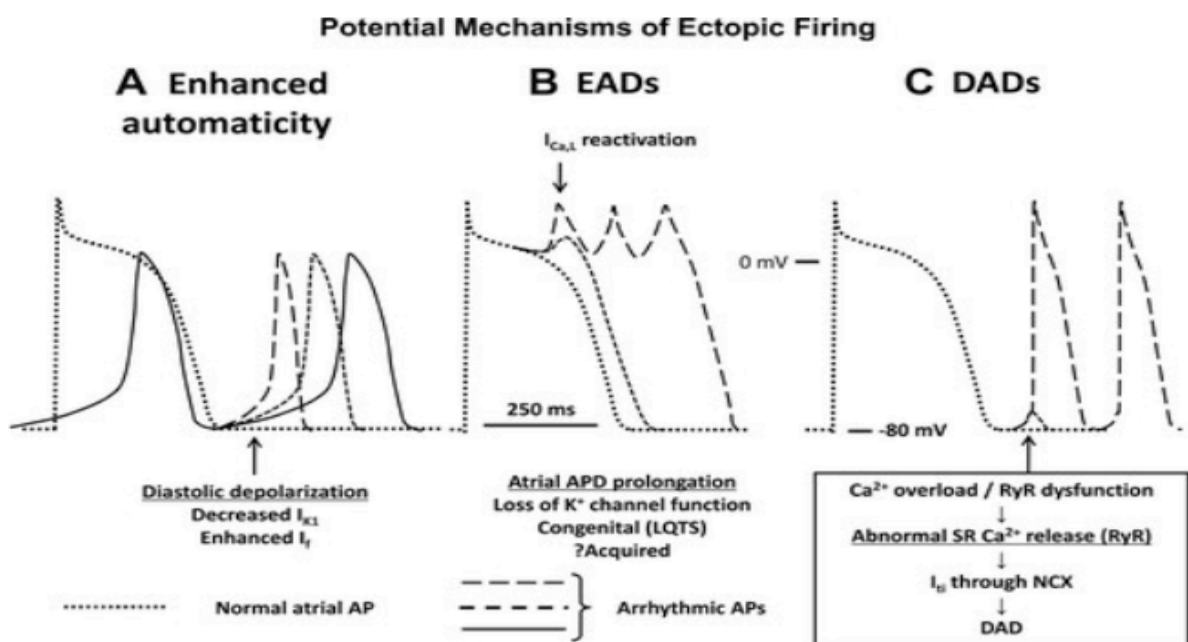 Potential Mechanisms of Ectopic Firing
A Enhanced
automaticity
B EADs
C DADs
I_Ca,L reactivation
0 mV
250 ms
-80 mV
Diastolic depolarization
Decreased I_K1
Enhanced I_f
Atrial APD prolongation
Loss of K⁺ channel function
Congenital (LQTS)
?Acquired
Ca²⁺ overload / RyR dysfunction
↓
Abnormal SR Ca²⁺ release (RyR)
↓
I_ti through NCX
↓
DAD
Normal atrial AP
Arrhythmic APs